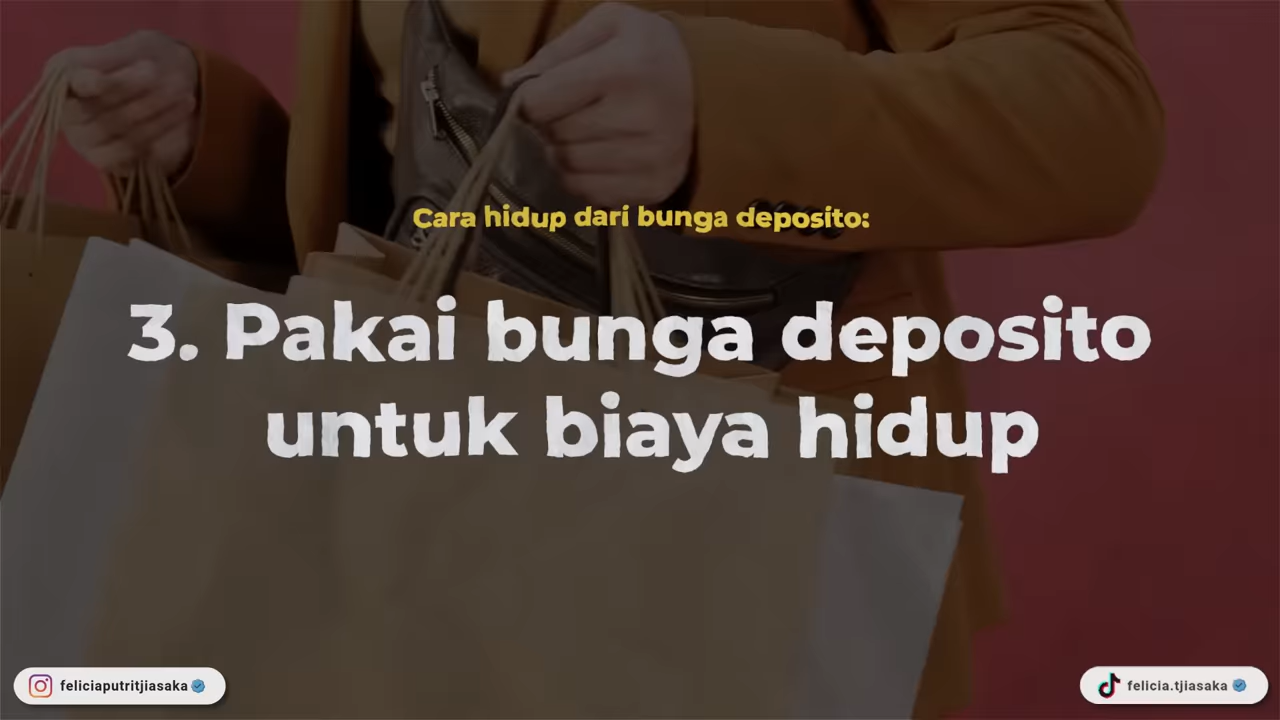 Cara hidup dari bunga deposito:
3. Pakai bunga deposito
untuk biaya hidup
feliciaputritjiasaka
felicia.tjiasaka